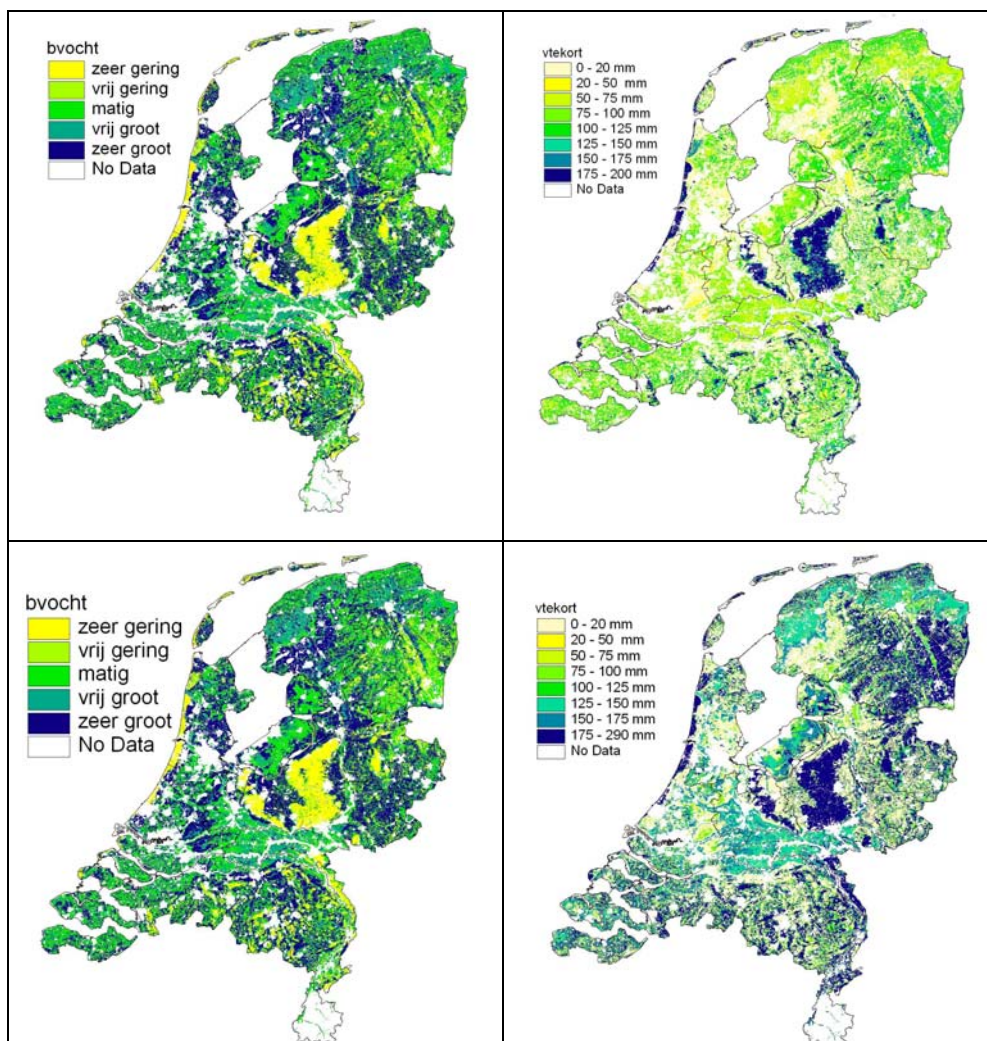 bvocht
zeer gering
vrij gering
matig
vrij groot
zeer groot
No Data
vtekort
0 - 20 mm
20 - 50 mm
50 - 75 mm
75 - 100 mm
100 - 125 mm
125 - 150 mm
150 - 175 mm
175 - 200 mm
No Data
bvocht
zeer gering
vrij gering
matig
vrij groot
zeer groot
No Data
vtekort
0 - 20 mm
20 - 50 mm
50 - 75 mm
75 - 100 mm
100 - 125 mm
125 - 150 mm
150 - 175 mm
175 - 290 mm
No Data